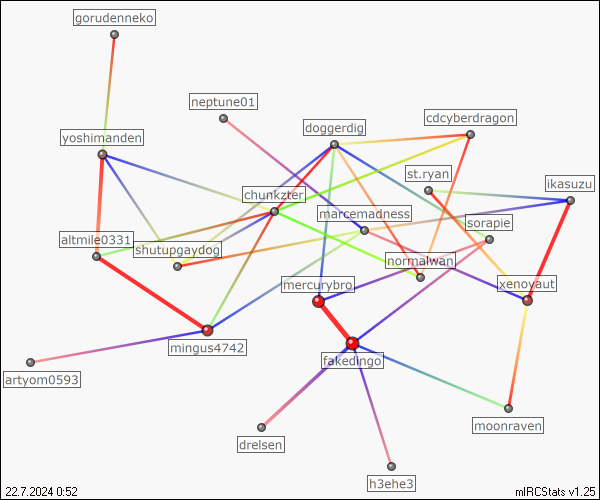 gorudenneko
neptune01
cdcyberdragon
doggerdig
yoshimanden
st.ryan
ikasuzu
chunkzter
marcemadness
sorapie
altmile0331
shutupgaydog
normalwan
mercurybro
xenoyaut
mingus4742
fakedingo
artyom0593
moonraven
drelsen
h3ehe3
22.7.2024 0:52
mIRCStats v1.25